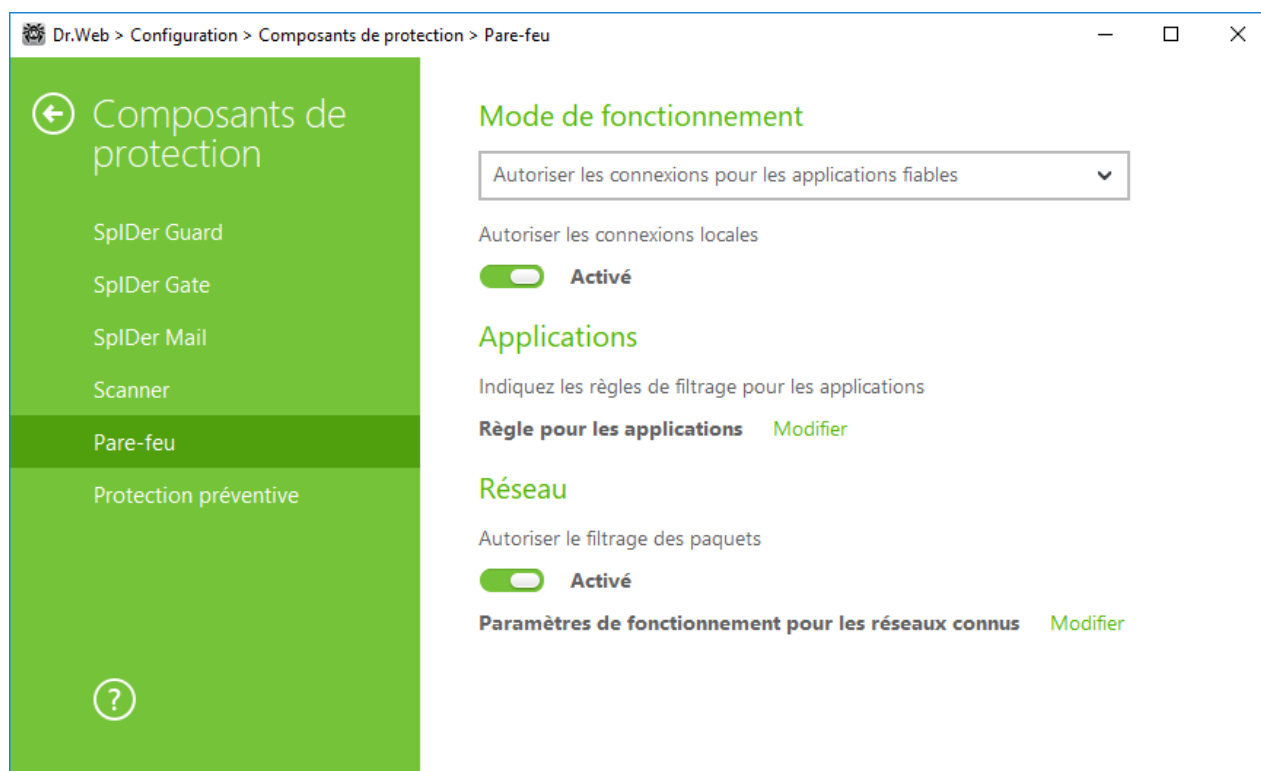 Dr.Web > Configuration > Composants de protection > Pare-feu
Composants de
protection
SpIDer Guard
SpIDer Gate
SpIDer Mail
Scanner
Pare-feu
Protection préventive
?
Mode de fonctionnement
Autoriser les connexions pour les applications fiables
Autoriser les connexions locales
Activé
Applications
Indiquez les règles de filtrage pour les applications
Règle pour les applications Modifier
Réseau
Autoriser le filtrage des paquets
Activé
Paramètres de fonctionnement pour les réseaux connus Modifier